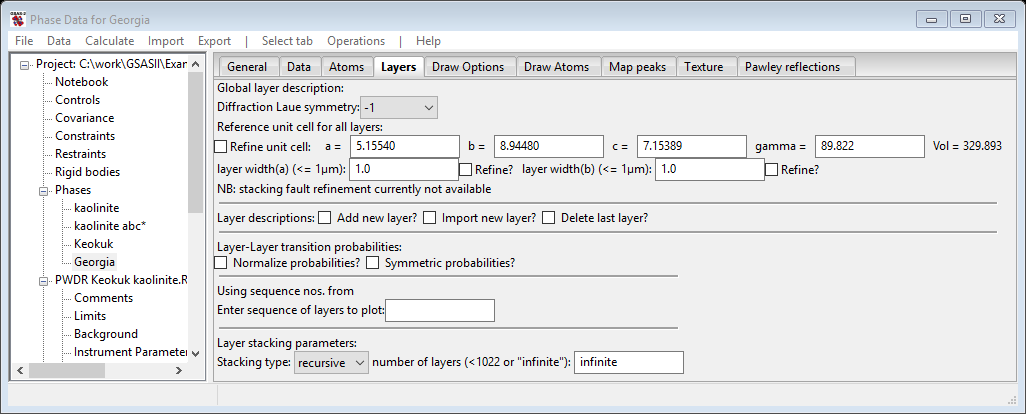 Phase Data for Georgia
File Data Calculate Import Export | Select tab Operations | Help
Project: C:\work\GSASII\Exam
Notebook
Controls
Covariance
Constraints
Restraints
Rigid bodies
Phases
kaolinite
kaolinite abc*
Keokuk
Georgia
PWDR Keokuk kaolinite.R
Comments
Limits
Background
Instrument Parameter
General Data Atoms Layers Draw Options Draw Atoms Map peaks Texture Pawley reflections
Global layer description:
Diffraction Laue symmetry: -1
Reference unit cell for all layers:
Refine unit cell: a = 5.15540 b = 8.94480 c = 7.15389 gamma = 89.822 Vol = 329.893
layer width(a) (<= 1μm): 1.0 Refine? layer width(b) (<= 1μm): 1.0 Refine?
NB: stacking fault refinement currently not available
Layer descriptions: Add new layer? Import new layer? Delete last layer?
Layer-Layer transition probabilities:
Normalize probabilities? Symmetric probabilities?
Using sequence nos. from
Enter sequence of layers to plot:
Layer stacking parameters:
Stacking type: recursive number of layers (<1022 or "infinite"): infinite